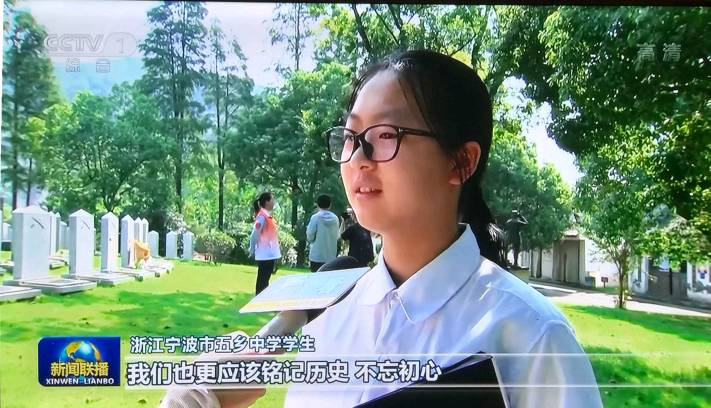 CCTV 1
综合
高清
浙江宁波市五乡中学学生
新闻联播
XINWEN-LIANBO
我们也更应该铭记历史 不忘初心